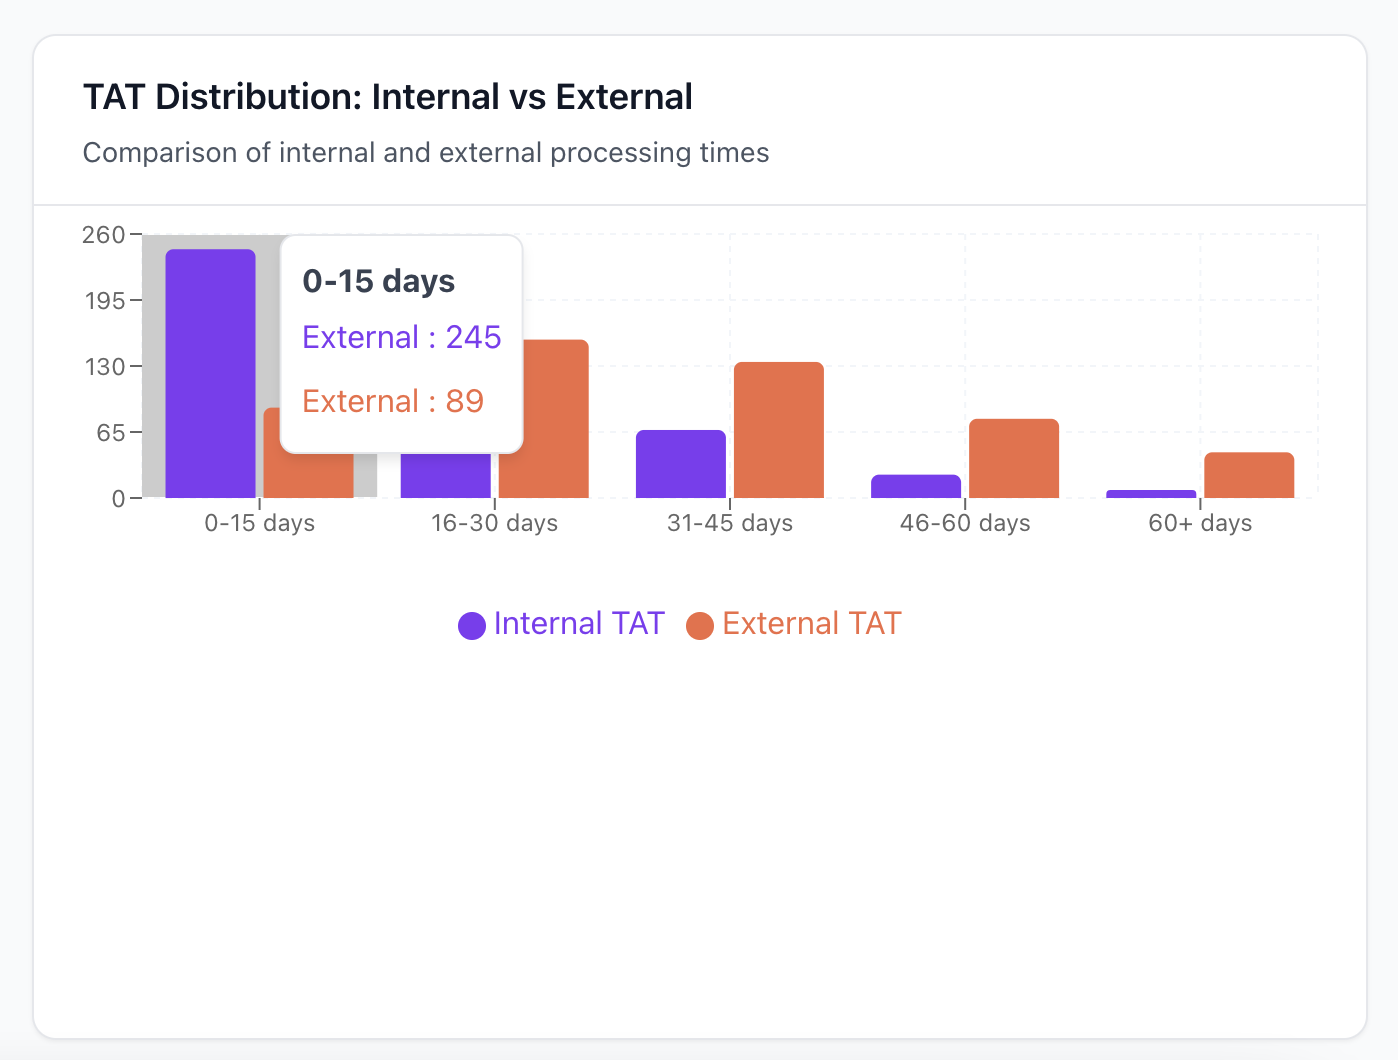 TAT Distribution: Internal vs External
Comparison of internal and external processing times
260
195
130
65
0
0-15 days
External : 245
External : 89
0-15 days
16-30 days
31-45 days
46-60 days
60+ days
Internal TAT
External TAT